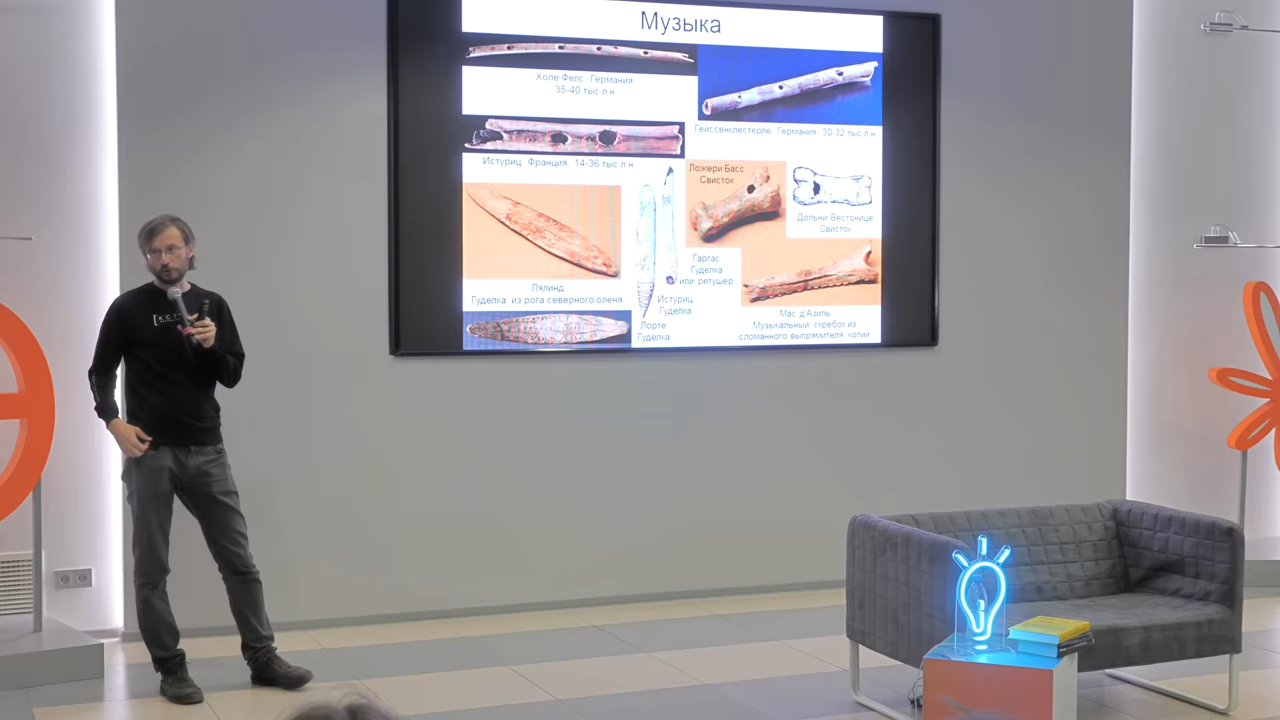 Музыка
Холе Фелс. Германия
35-40 тыс.л.н
Гейссенклестерле. Германия. 30-32 тыс.л.н
Истуриц. Франция. 14-36 тыс.л.н
Ложери Басс
Свисток
Дольни Вестонице
Свисток
Гаргас
Гуделка
или ретушер
Лялинд
Гуделка из рога северного оленя
Истуриц
Гуделка
Лорте
Гуделка
Мас д'Азиль
Музыкальный скребок из
сломанного выпрямителя копий